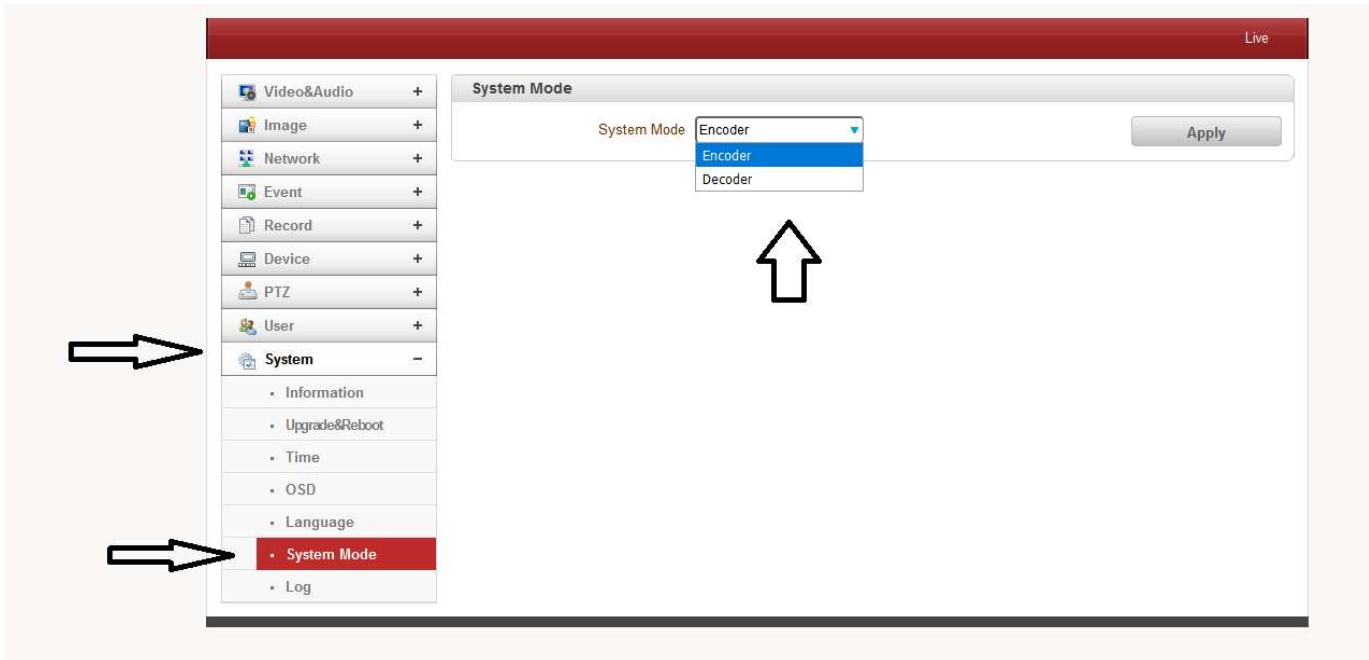 Live
Video&Audio +
Image +
Network +
Event +
Record +
Device +
PTZ +
User +
System −
Information
Upgrade&Reboot
Time
OSD
Language
System Mode
Log
System Mode
System Mode Encoder Apply
Encoder
Decoder